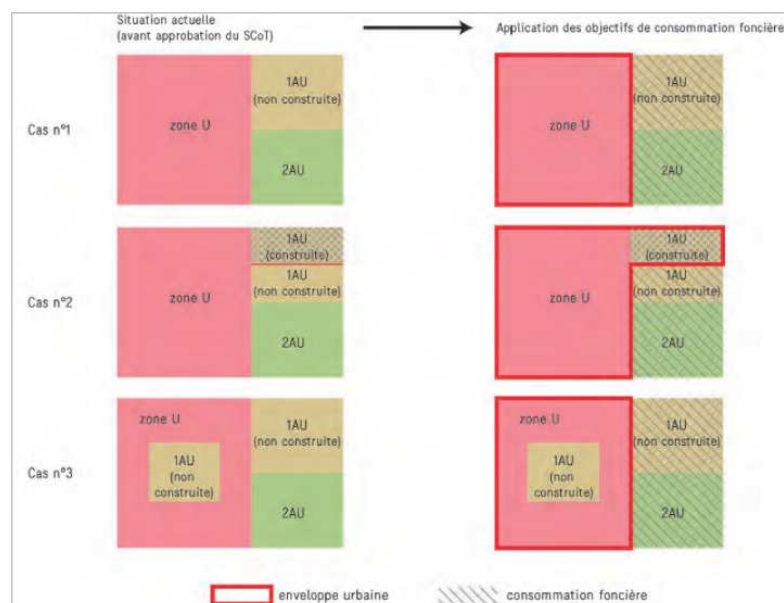 Situation actuelle
(avant approbation du SCoT)
Application des objectifs de consommation foncière
Cas n°1
zone U
1AU
(non construite)
2AU
zone U
1AU
(non construite)
2AU
Cas n°2
zone U
1AU
(construite)
1AU
(non construite)
2AU
zone U
1AU
(construite)
1AU
(non construite)
2AU
Cas n°3
zone U
1AU
(non
construite)
1AU
(non construite)
2AU
zone U
1AU
(non
construite)
1AU
(non construite)
2AU
enveloppe urbaine
consommation foncière